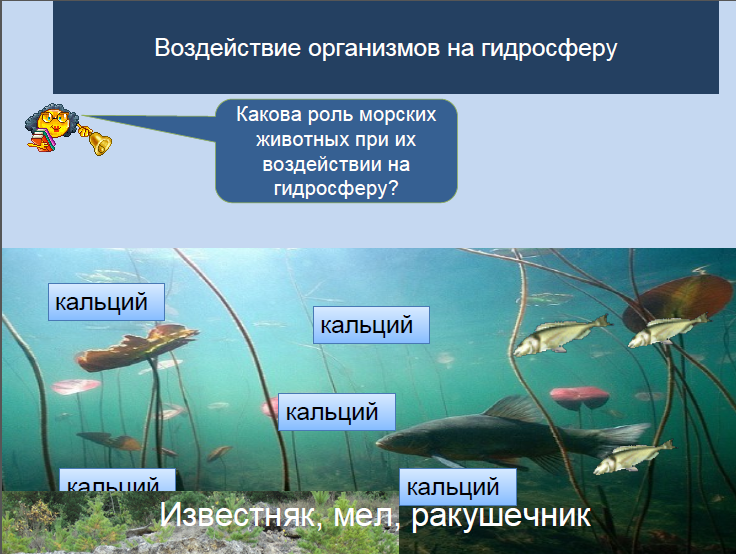 Воздействие организмов на гидросферу
Какова роль морских
животных при их
воздействии на
гидросферу?
кальций
кальций
кальций
кальций
кальций
Известняк, мел, ракушечник